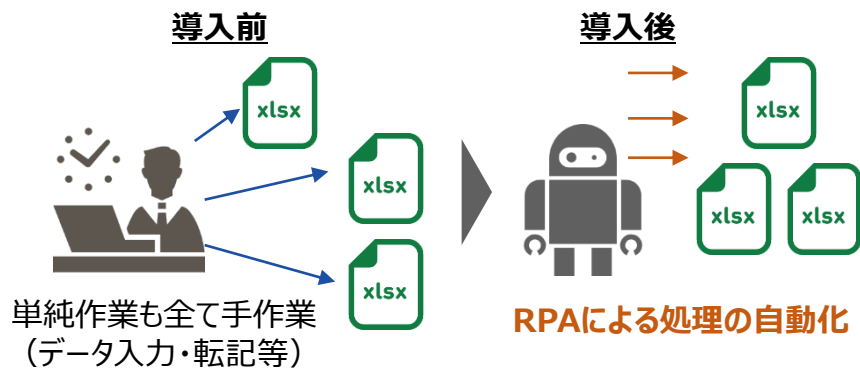 導入前
導入後
xlsx
xlsx
xlsx
xlsx
xlsx
xlsx
単純作業も全て手作業
（データ入力・転記等）
RPAによる処理の自動化